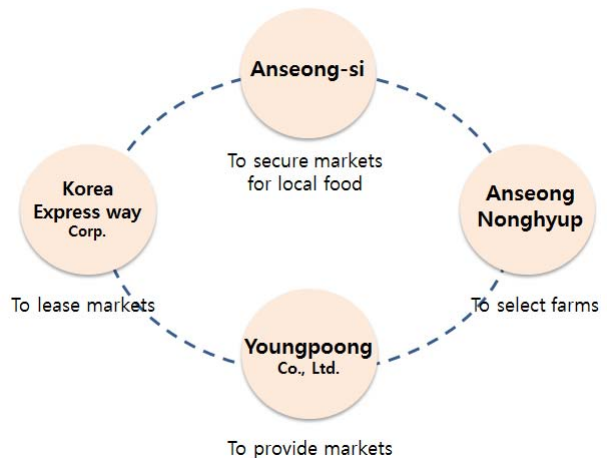 Anseong-si
To secure markets
for local food
Korea
Express way
Corp.
To lease markets
Anseong
Nonghyup
To select farms
Youngpoong
Co., Ltd.
To provide markets